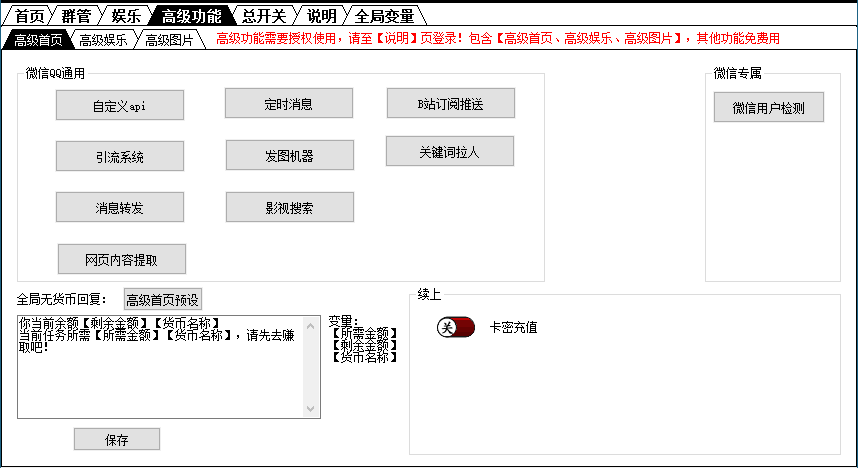 首页 群管 娱乐 高级功能 总开关 说明 全局变量
高级首页 高级娱乐 高级图片 高级功能需要授权使用，请至【说明】页登录！包含【高级首页、高级娱乐、高级图片】，其他功能免费用
微信QQ通用
自定义api 定时消息 B站订阅推送
引流系统 发图机器 关键词拉人
消息转发 影视搜索
网页内容提取
微信专属
微信用户检测
全局无货币回复： 高级首页预设
你当前余额【剩余金额】【货币名称】
当前任务所需【所需金额】【货币名称】，请先去赚
取吧！
变量：
【所需金额】
【剩余金额】
【货币名称】
保存
续上
关 卡密充值